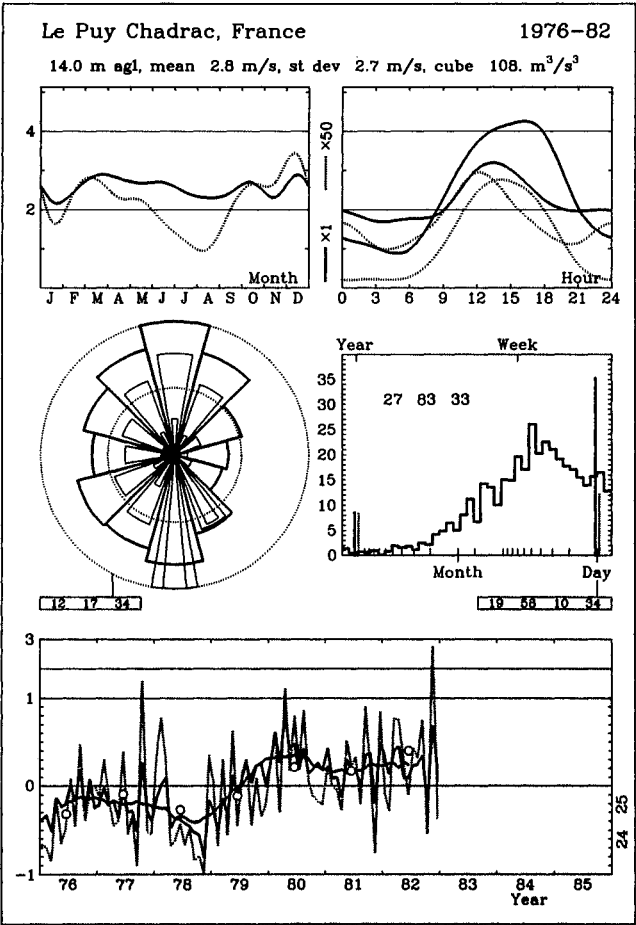 Le Puy Chadrac, France 1976-82
14.0 m agl, mean 2.8 m/s, st dev 2.7 m/s, cube 108. m³/s³
4
2
×50
×1
Month
Hour
J F M A M J J A S O N D
0 3 6 9 12 15 18 21 24
Year Week
35
30
25
20
15
10
5
0
27 83 33
Month Day
12 17 34
19 58 10 34
3
1
0
-1
24 25
76 77 78 79 80 81 82 83 84 85
Year